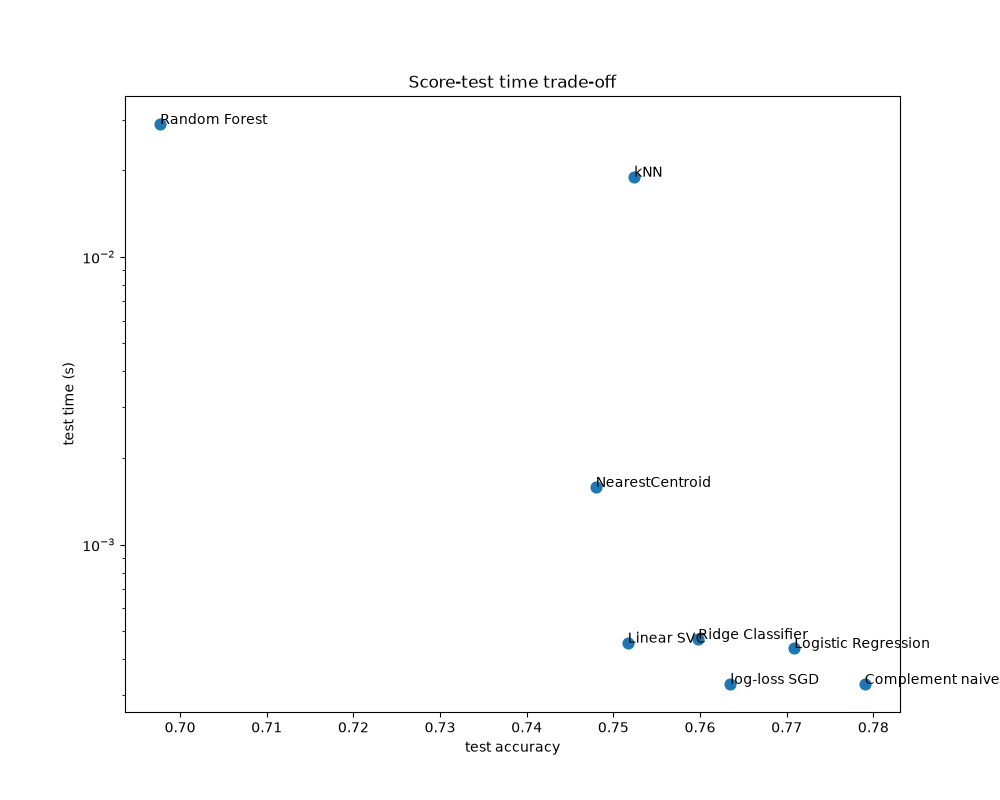 Score-test time trade-off
Random Forest
kNN
10⁻²
test time (s)
NearestCentroid
10⁻³
Linear SVC
Ridge Classifier
Logistic Regression
log-loss SGD
Complement naive
0.70 0.71 0.72 0.73 0.74 0.75 0.76 0.77 0.78
test accuracy